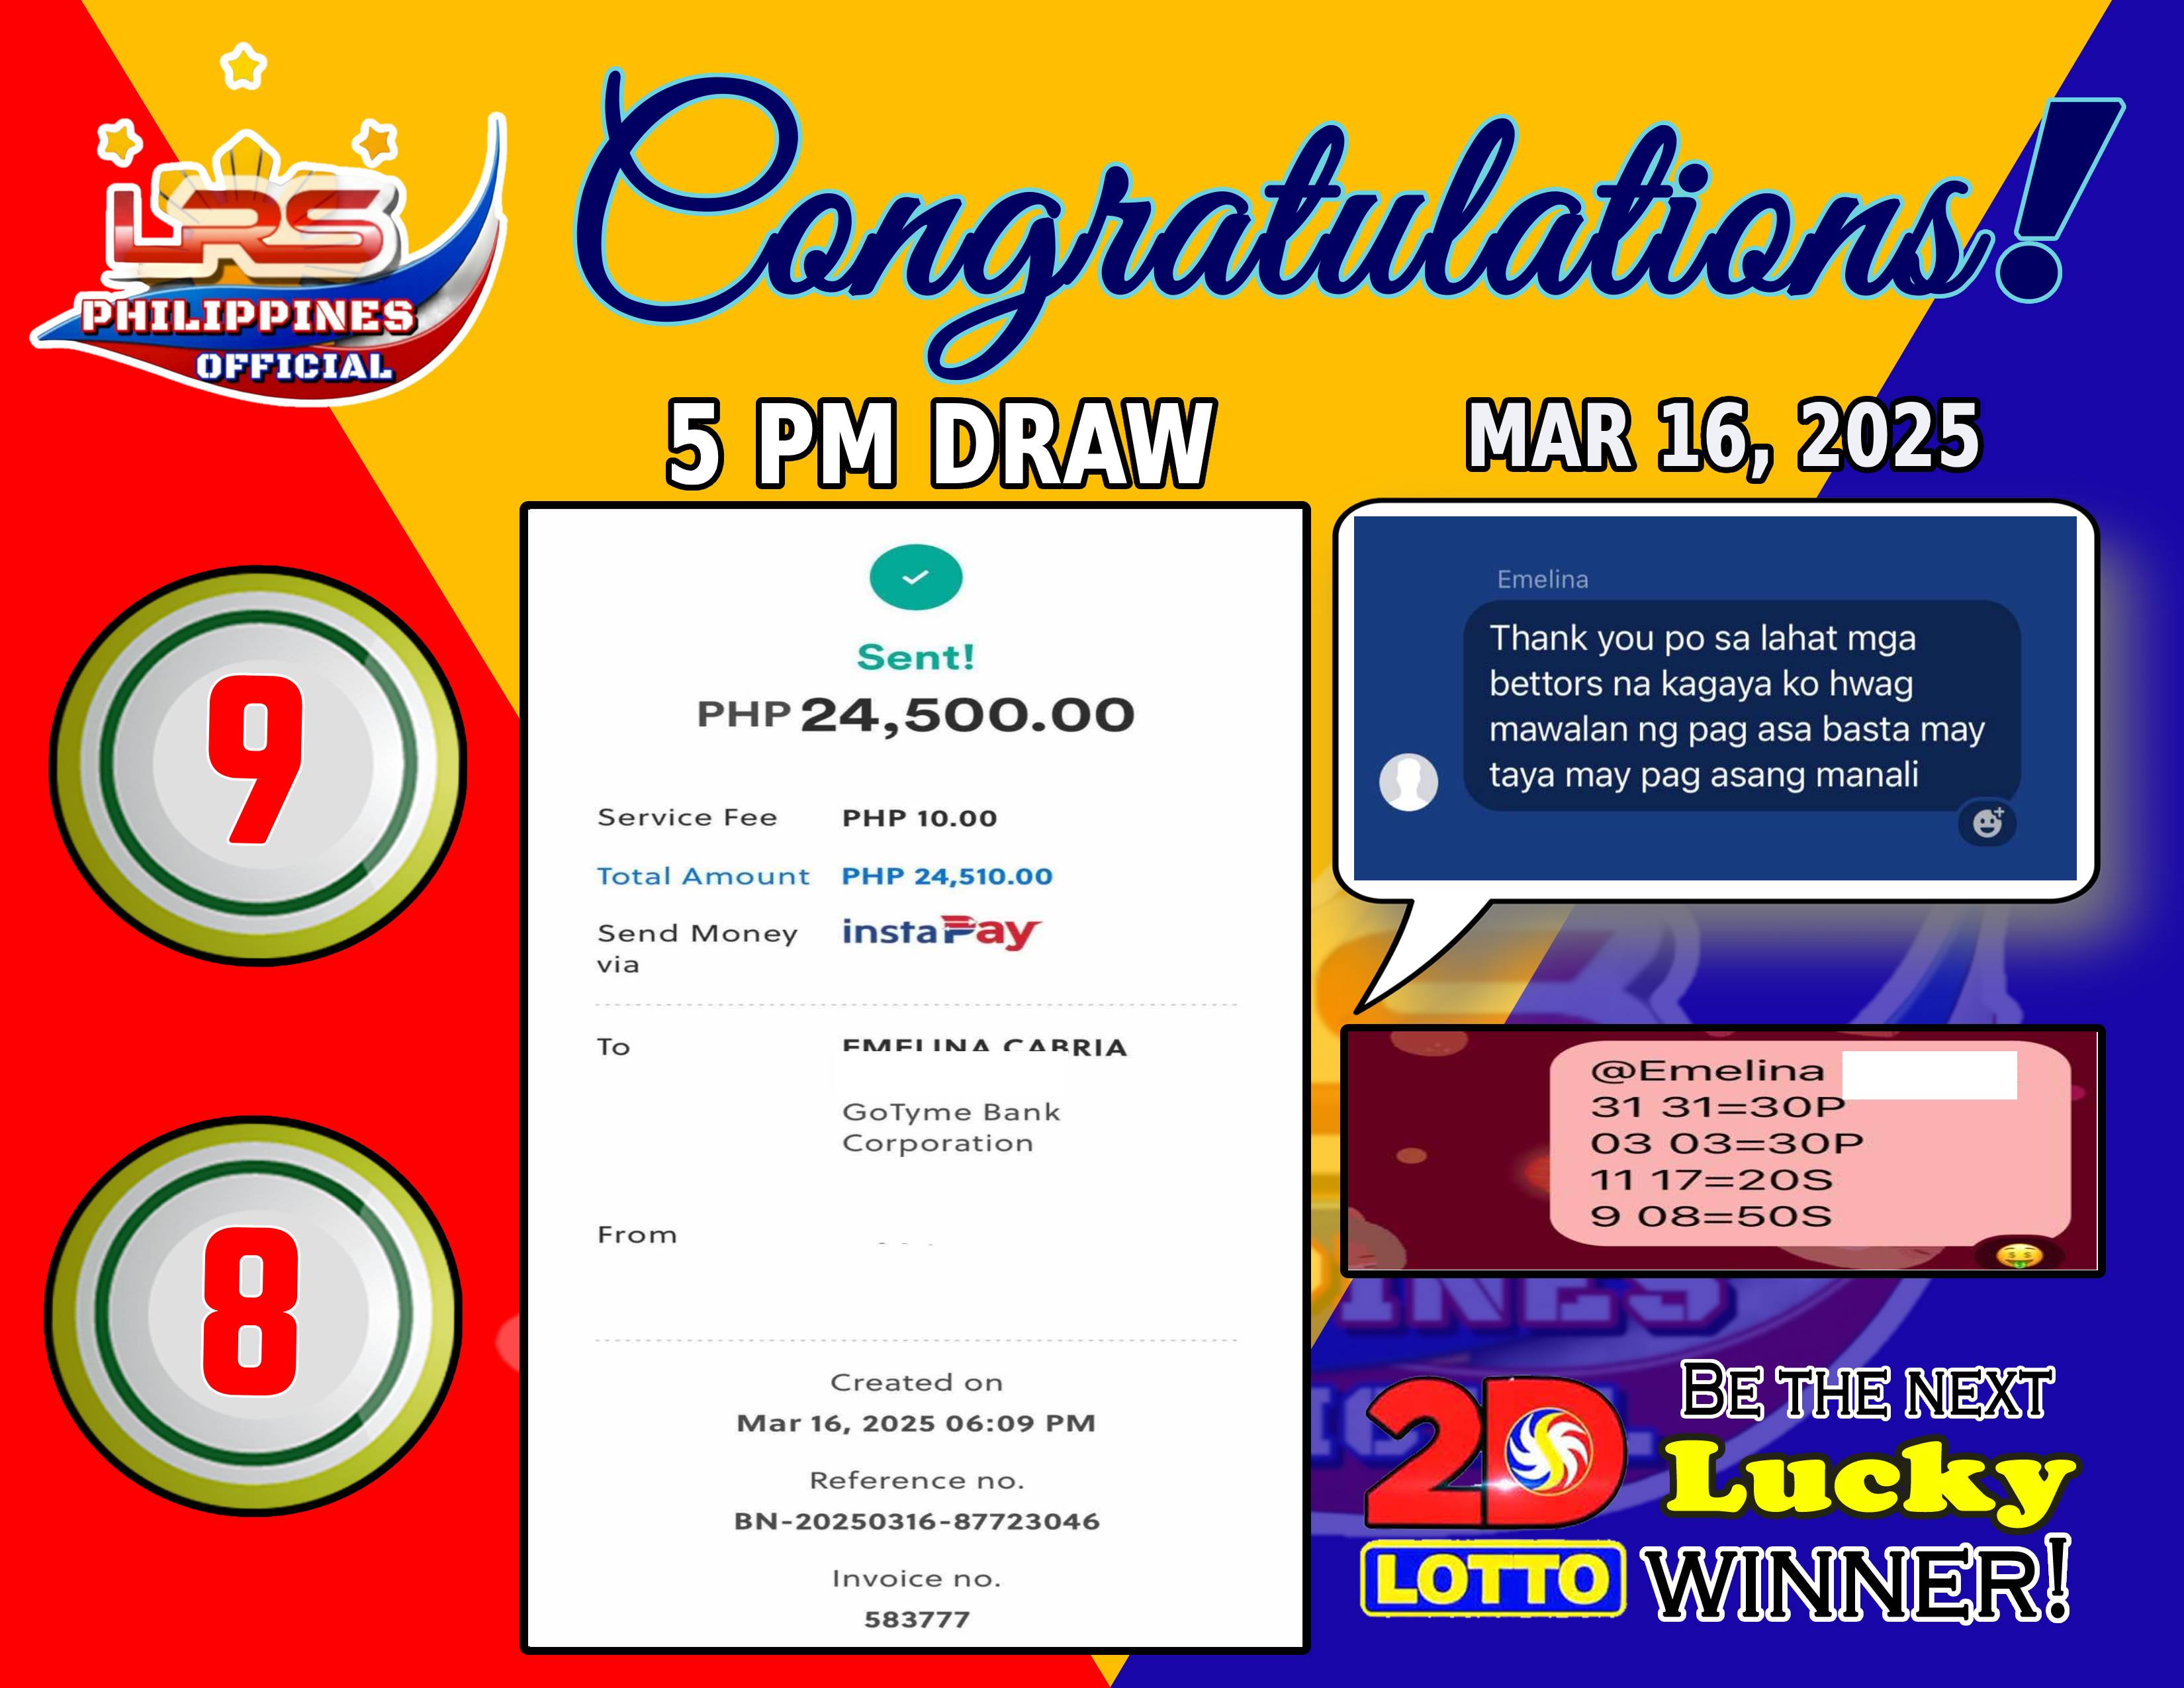 LRS
PHILIPPINES
OFFICIAL
Congratulations!
5 PM DRAW
MAR 16, 2025
9
8
Sent!
PHP 24,500.00
Service Fee PHP 10.00
Total Amount PHP 24,510.00
Send Money instaPay
via
To EMELINA CABRIA
GoTyme Bank
Corporation
From
Created on
Mar 16, 2025 06:09 PM
Reference no.
BN-20250316-87723046
Invoice no.
583777
Emelina
Thank you po sa lahat mga
bettors na kagaya ko hwag
mawalan ng pag asa basta may
taya may pag asang manali
@Emelina
31 31=30P
03 03=30P
11 17=20S
9 08=50S
2D
LOTTO
BE THE NEXT
Lucky
WINNER!